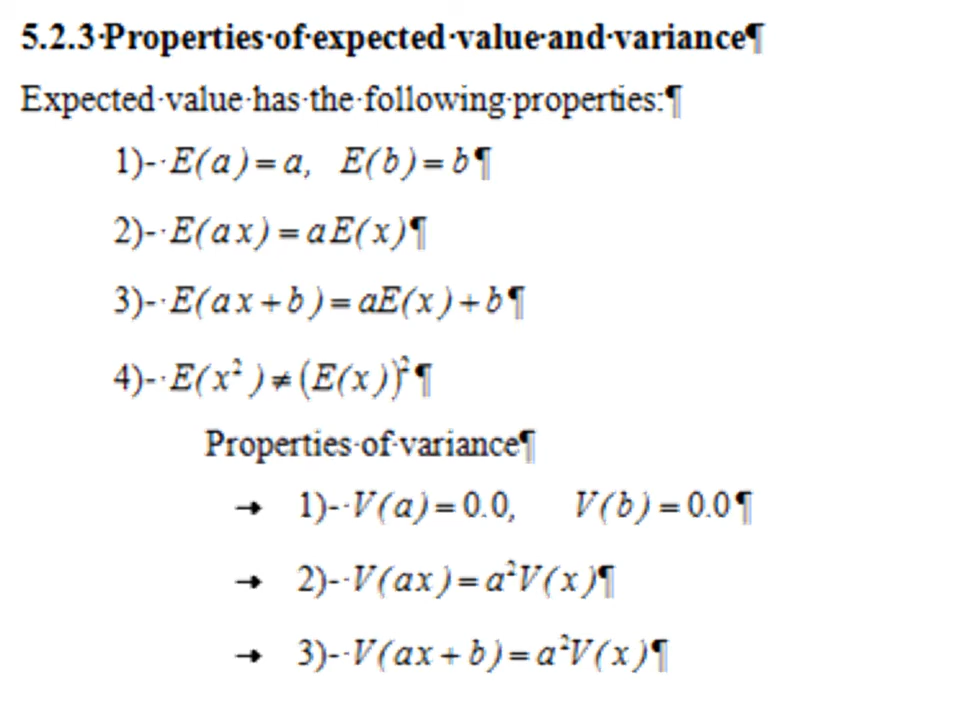 5.2.3·Properties·of·expected·value·and·variance¶
Expected·value·has·the·following·properties:¶
1)-·E(a)=a, E(b)=b¶
2)-·E(ax)=aE(x)¶
3)-·E(ax+b)=aE(x)+b¶
4)-·E(x²)≠(E(x))²¶
Properties·of·variance¶
→ 1)-·V(a)=0.0, V(b)=0.0¶
→ 2)-·V(ax)=a²V(x)¶
→ 3)-·V(ax+b)=a²V(x)¶